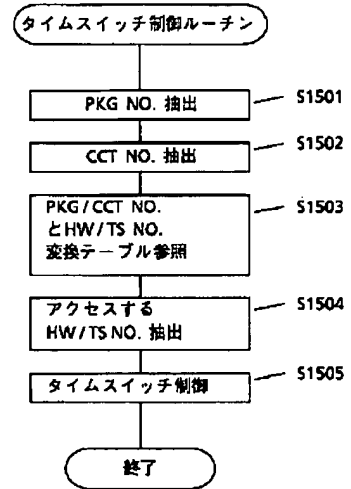 タイムスイッチ制御ルーチン
PKG NO. 抽出
S1501
CCT NO. 抽出
S1502
PKG/CCT NO.
とHW/TS NO.
変換テーブル参照
S1503
アクセスする
HW/TS NO. 抽出
S1504
タイムスイッチ制御
S1505
終了